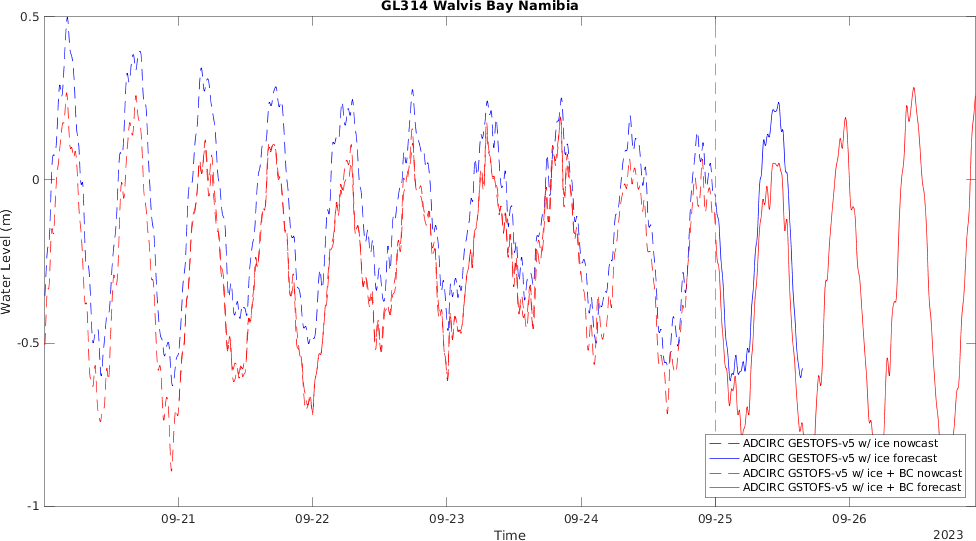 GL314 Walvis Bay Namibia
0.5
0
-0.5
-1
Water Level (m)
09-21
09-22
09-23
09-24
09-25
09-26
Time
2023
ADCIRC GESTOFS-v5 w/ ice nowcast
ADCIRC GESTOFS-v5 w/ ice forecast
ADCIRC GSTOFS-v5 w/ ice + BC nowcast
ADCIRC GSTOFS-v5 w/ ice + BC forecast